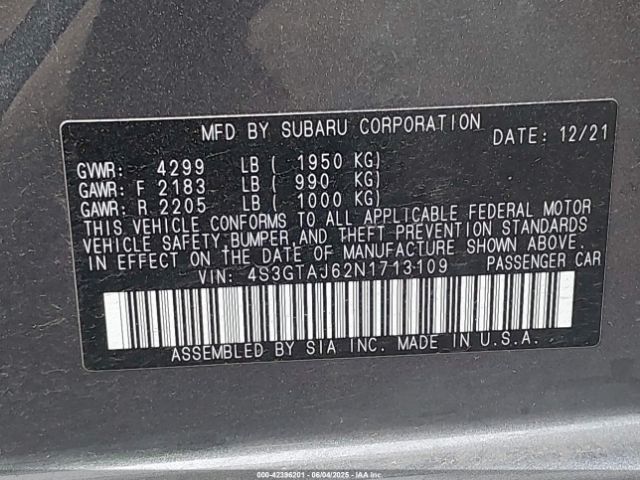 MFD BY SUBARU CORPORATION DATE: 12/21
GVWR: 4299 LB ( 1950 KG)
GAWR: F 2183 LB ( 990 KG)
GAWR: R 2205 LB ( 1000 KG)
THIS VEHICLE CONFORMS TO ALL APPLICABLE FEDERAL MOTOR
VEHICLE SAFETY, BUMPER, AND THEFT PREVENTION STANDARDS
IN EFFECT ON THE DATE OF MANUFACTURE SHOWN ABOVE.
VIN: 4S3GTAJ62N1713109 PASSENGER CAR
ASSEMBLED BY SIA INC. MADE IN U.S.A.
000-42396201 - 06/04/2025 - IAAI.COM